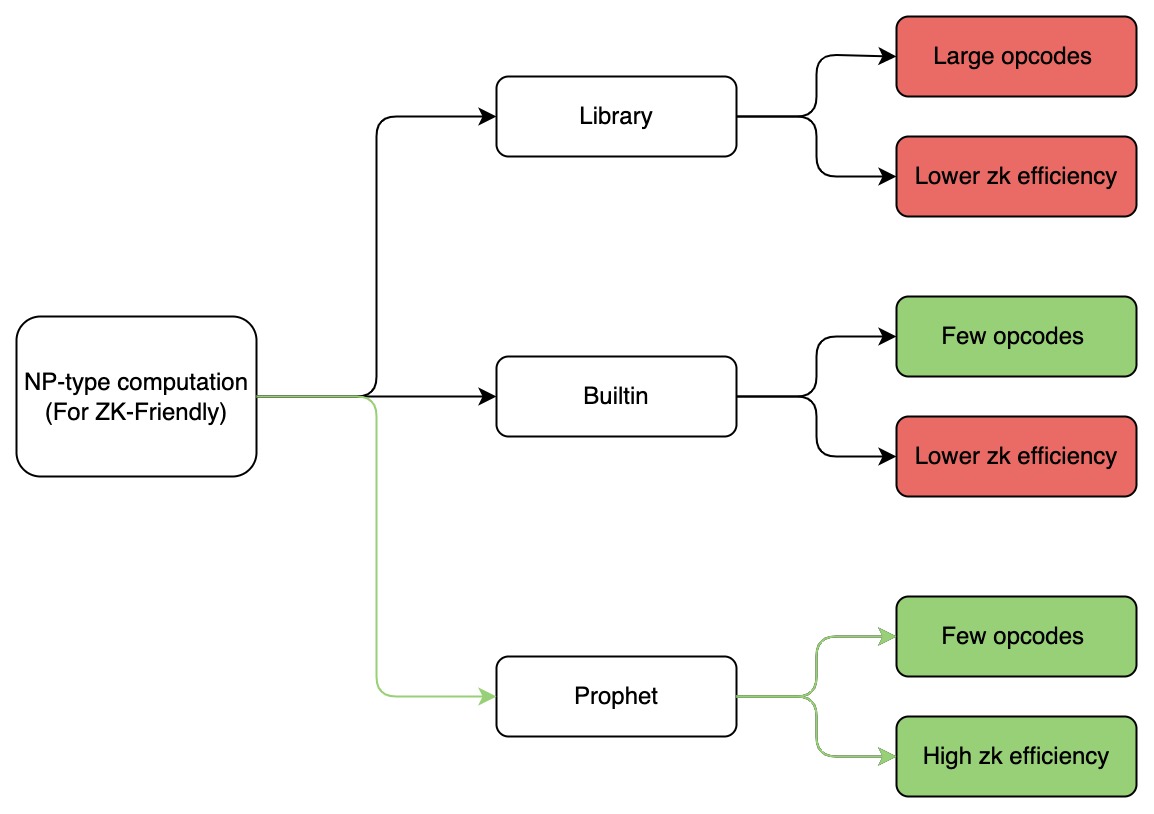 Large opcodes
Library
Lower zk efficiency
Few opcodes
NP-type computation
(For ZK-Friendly)
Builtin
Lower zk efficiency
Few opcodes
Prophet
High zk efficiency